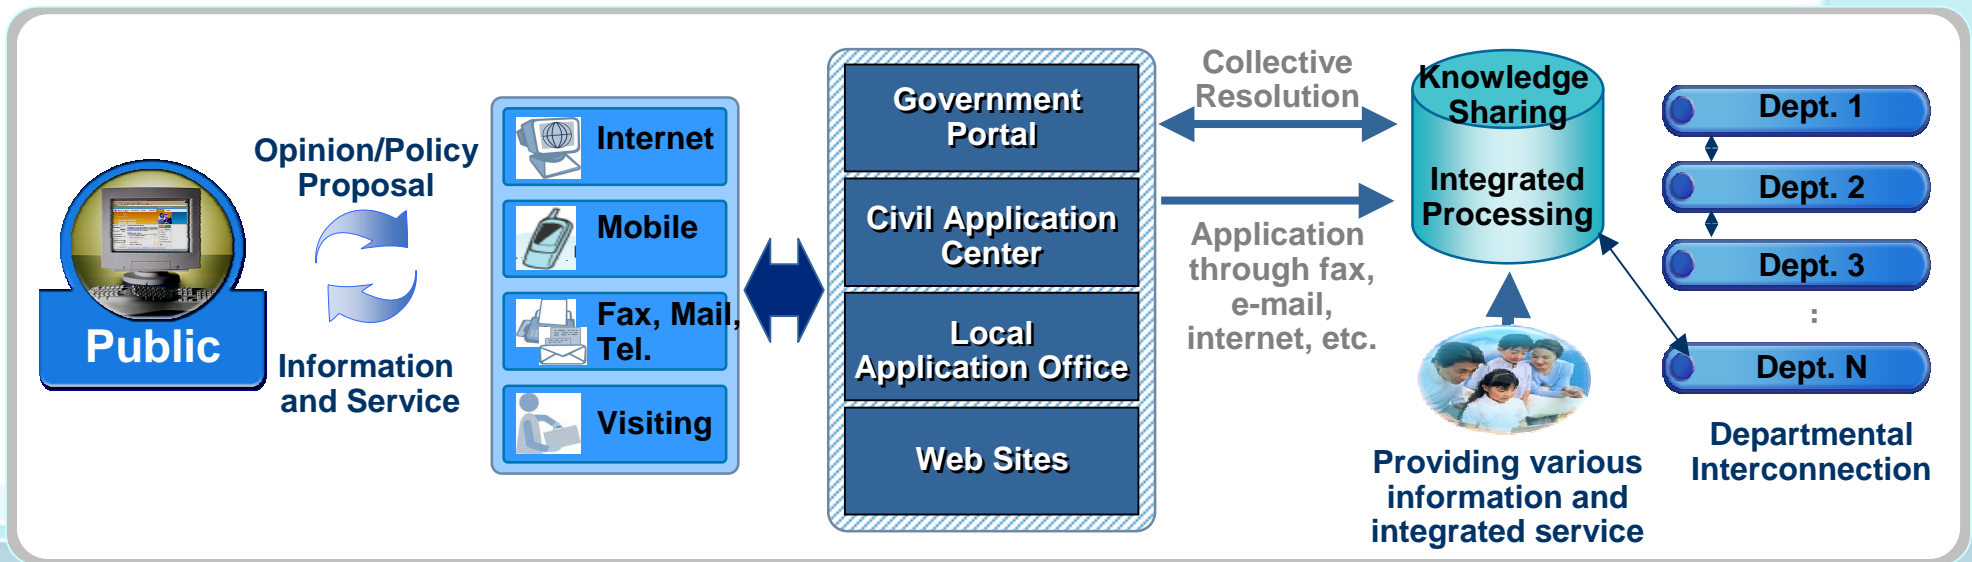 Public
Opinion/Policy
Proposal
Information
and Service
Internet
Mobile
Fax, Mail,
Tel.
Visiting
Government
Portal
Civil Application
Center
Local
Application Office
Web Sites
Collective
Resolution
Application
through fax,
e-mail,
internet, etc.
Knowledge
Sharing
Integrated
Processing
Providing various
information and
integrated service
Dept. 1
Dept. 2
Dept. 3
:
Dept. N
Departmental
Interconnection